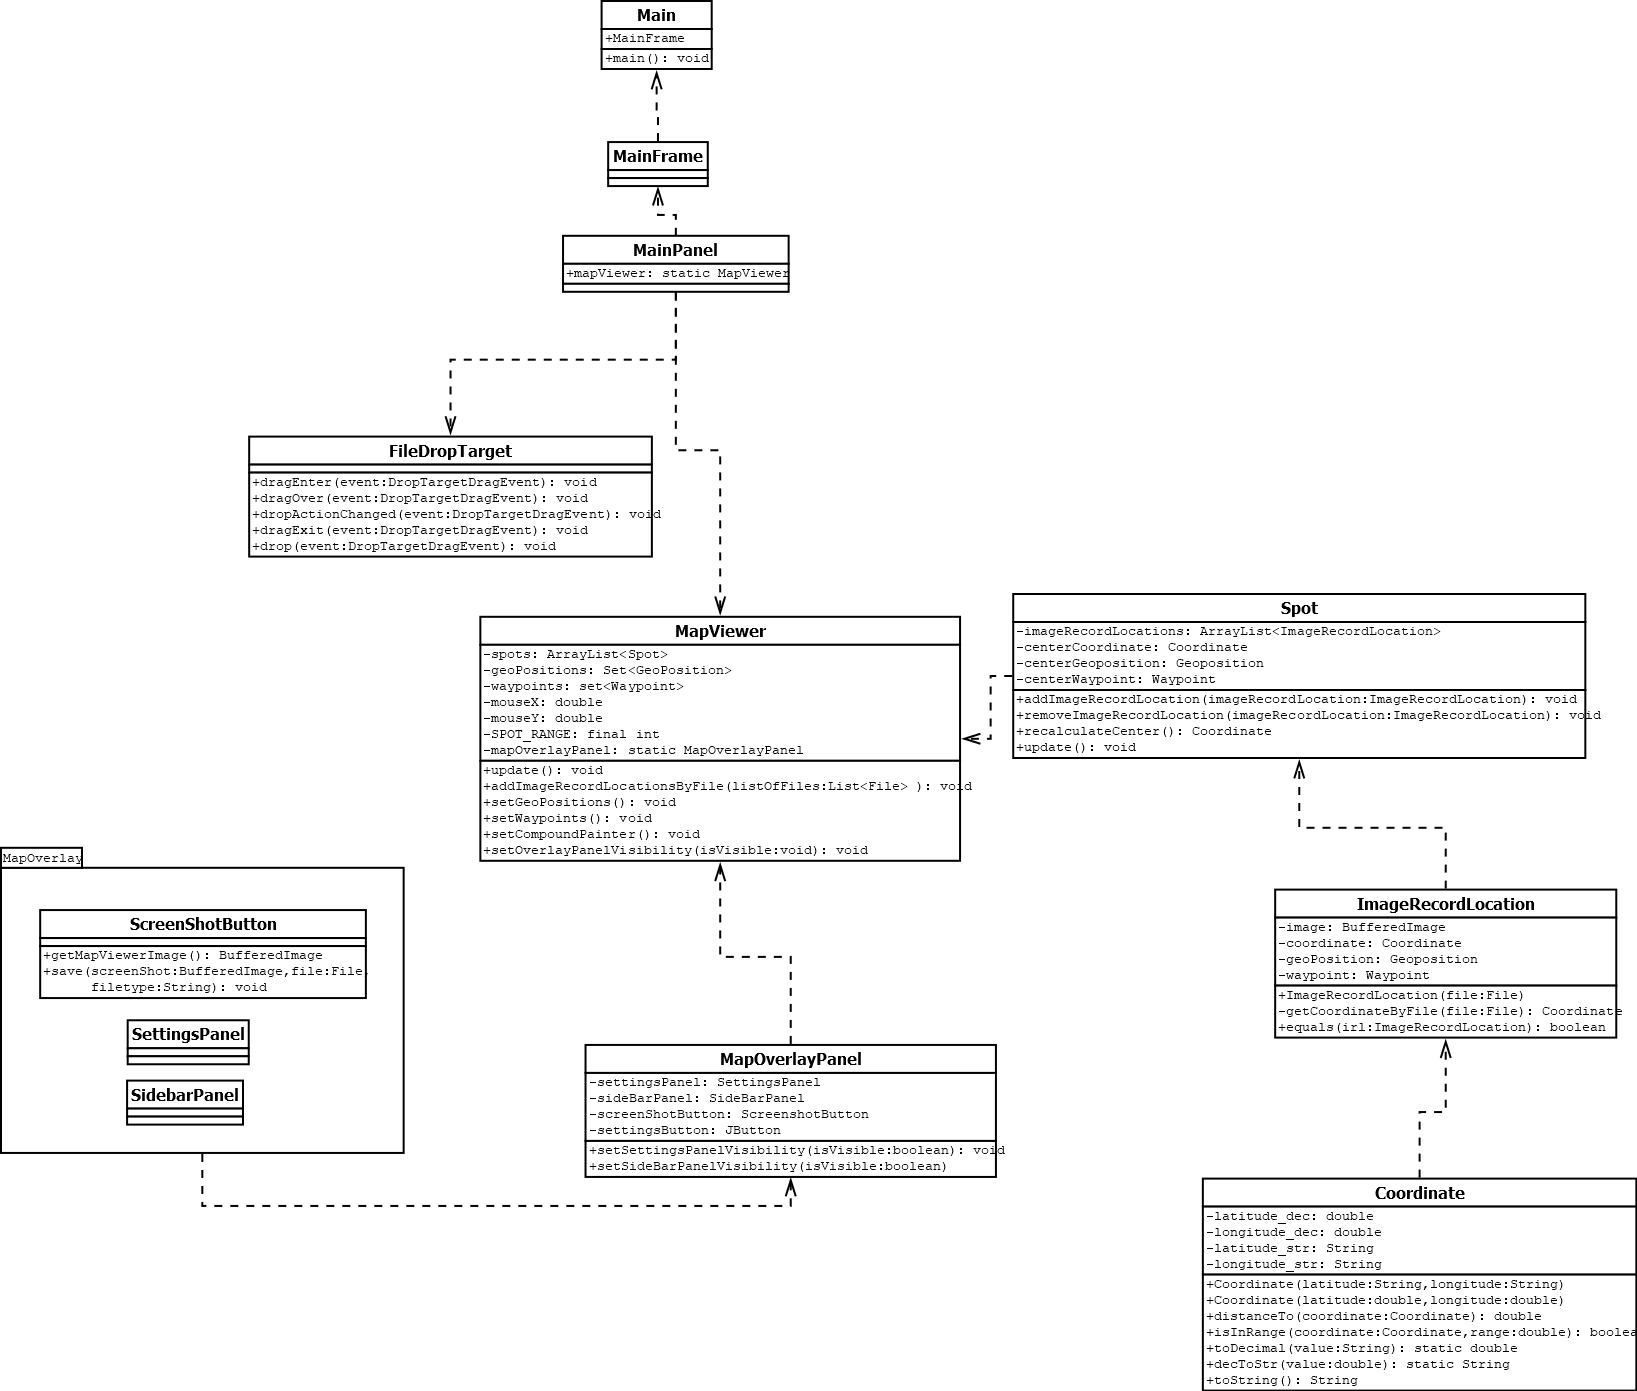 Main
+MainFrame
+main(): void
MainFrame
MainPanel
+mapViewer: static MapViewer
FileDropTarget
+dragEnter(event:DropTargetDragEvent): void
+dragOver(event:DropTargetDragEvent): void
+dropActionChanged(event:DropTargetDragEvent): void
+dragExit(event:DropTargetDragEvent): void
+drop(event:DropTargetDragEvent): void
MapViewer
-spots: ArrayList<Spot>
-geoPositions: Set<GeoPosition>
-waypoints: set<Waypoint>
-mouseX: double
-mouseY: double
-SPOT_RANGE: final int
-mapOverlayPanel: static MapOverlayPanel
+update(): void
+addImageRecordLocationsByFile(listOfFiles:List<File> ): void
+setGeoPositions(): void
+setWaypoints(): void
+setCompoundPainter(): void
+setOverlayPanelVisibility(isVisible:void): void
Spot
-imageRecordLocations: ArrayList<ImageRecordLocation>
-centerCoordinate: Coordinate
-centerGeoposition: Geoposition
-centerWaypoint: Waypoint
+addImageRecordLocation(imageRecordLocation:ImageRecordLocation): void
+removeImageRecordLocation(imageRecordLocation:ImageRecordLocation): void
+recalculateCenter(): Coordinate
+update(): void
MapOverlay
ScreenShotButton
+getMapViewerImage(): BufferedImage
+save(screenShot:BufferedImage,file:File,
filetype:String): void
SettingsPanel
SidebarPanel
ImageRecordLocation
-image: BufferedImage
-coordinate: Coordinate
-geoPosition: Geoposition
-waypoint: Waypoint
+ImageRecordLocation(file:File)
-getCoordinateByFile(file:File): Coordinate
+equals(irl:ImageRecordLocation): boolean
MapOverlayPanel
-settingsPanel: SettingsPanel
-sideBarPanel: SideBarPanel
-screenShotButton: ScreenshotButton
-settingsButton: JButton
+setSettingsPanelVisibility(isVisible:boolean): void
+setSideBarPanelVisibility(isVisible:boolean)
Coordinate
-latitude_dec: double
-longitude_dec: double
-latitude_str: String
-longitude_str: String
+Coordinate(latitude:String,longitude:String)
+Coordinate(latitude:double,longitude:double)
+distanceTo(coordinate:Coordinate): double
+isInRange(coordinate:Coordinate,range:double): boolea
+toDecimal(value:String): static double
+decToStr(value:double): static String
+toString(): String